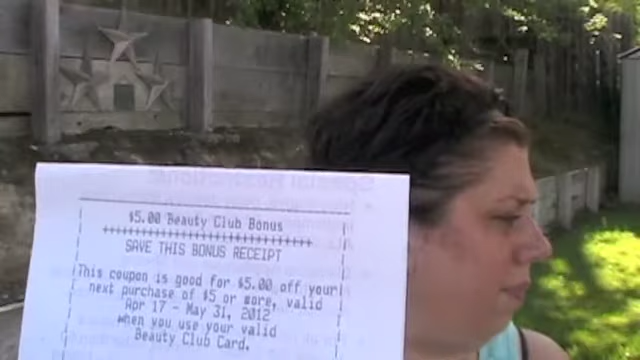 $5.00 Beauty Club Bonus
++++++++++++++++++++++++++++++
SAVE THIS BONUS RECEIPT
This coupon is good for $5.00 off your
next purchase of $5 or more, valid
Apr 17 - May 31, 2012
when you use your valid
Beauty Club Card.